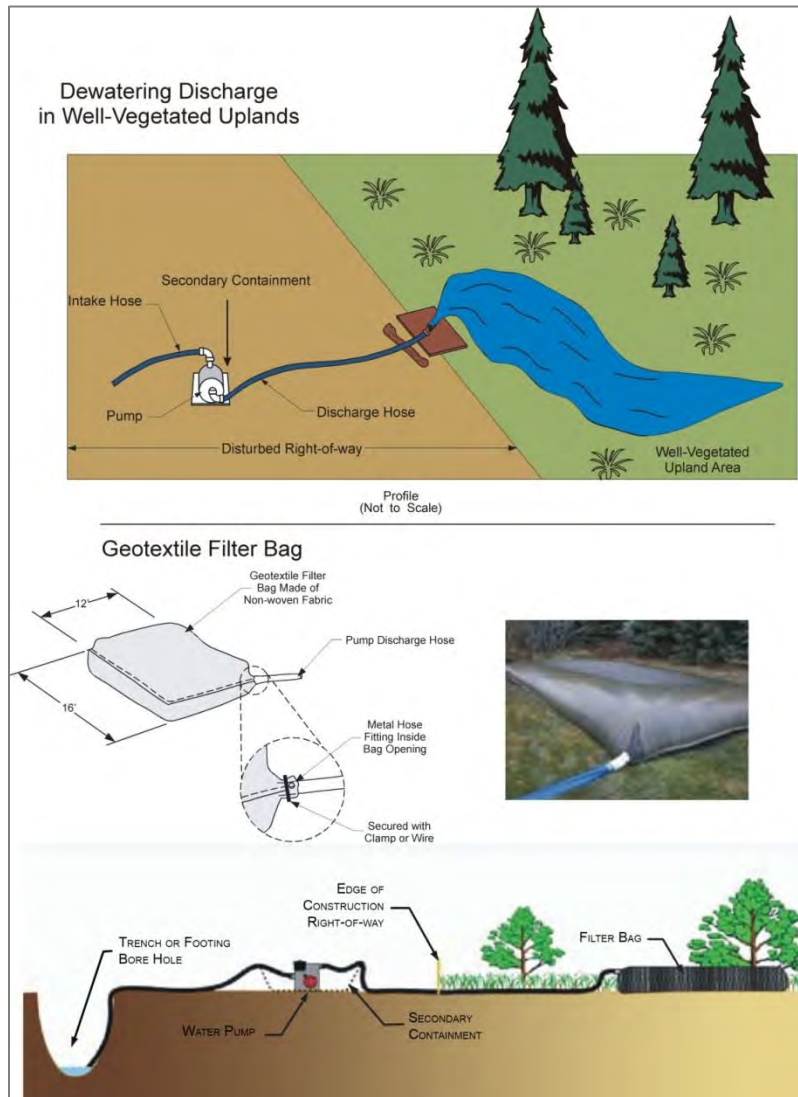 Dewatering Discharge
in Well-Vegetated Uplands
Secondary Containment
Intake Hose
Pump
Discharge Hose
Disturbed Right-of-way
Well-Vegetated
Upland Area
Profile
(Not to Scale)
Geotextile Filter Bag
Geotextile Filter
Bag Made of
Non-woven Fabric
12'
Pump Discharge Hose
16'
Metal Hose
Fitting Inside
Bag Opening
Secured with
Clamp or Wire
EDGE OF
CONSTRUCTION
RIGHT-OF-WAY
TRENCH OR FOOTING
BORE HOLE
FILTER BAG
WATER PUMP
SECONDARY
CONTAINMENT